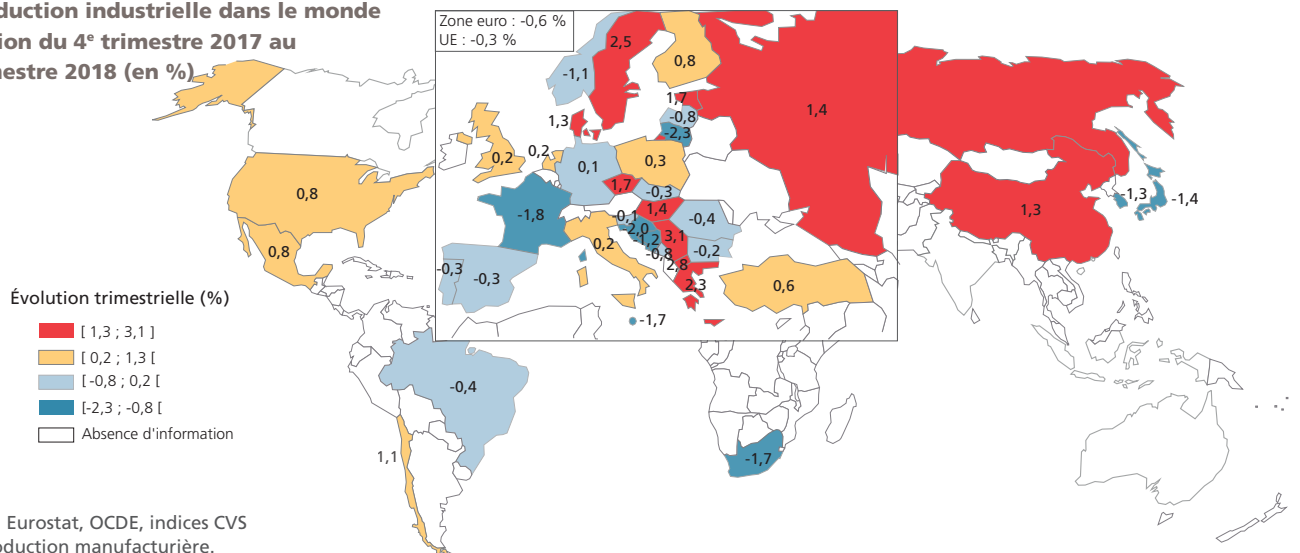 duction industrielle dans le monde
ion du 4e trimestre 2017 au
nestre 2018 (en %)
Zone euro : -0,6 %
UE : -0,3 %
2,5
-1,1
0,8
1,7
-0,8
-2,3
1,3
1,4
0,2
0,2
0,1
0,3
1,7
-0,3
-1,8
1,4
-0,1
-0,4
-2,0
-1,2
3,1
-0,8
-0,2
2,8
0,2
2,3
-0,3
-0,3
0,6
-1,7
0,8
0,8
1,3
-1,3
-1,4
Évolution trimestrielle (%)
[ 1,3 ; 3,1 ]
[ 0,2 ; 1,3 [
[ -0,8 ; 0,2 [
[-2,3 ; -0,8 [
Absence d'information
-0,4
1,1
-1,7
Eurostat, OCDE, indices CVS
oduction manufacturière.